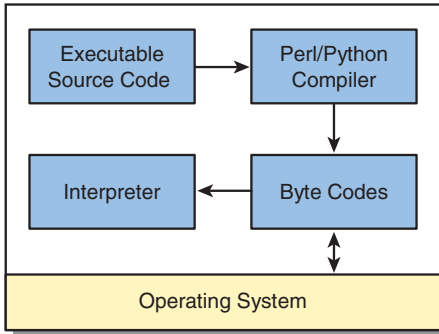 Executable
Source Code
Perl/Python
Compiler
Interpreter
Byte Codes
Operating System